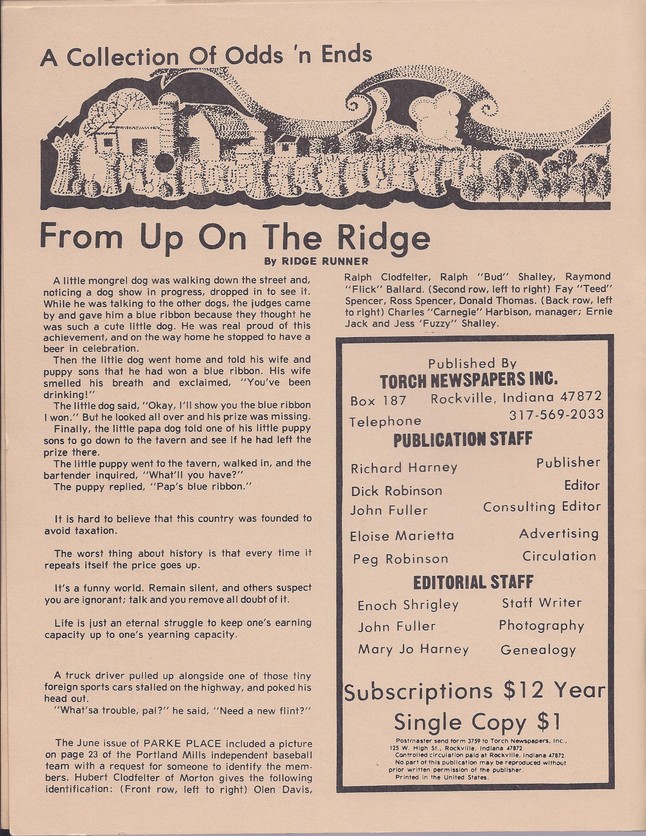 A Collection Of Odds 'n Ends
From Up On The Ridge
By RIDGE RUNNER
A little mongrel dog was walking down the street and,
noticing a dog show in progress, dropped in to see it.
While he was talking to the other dogs, the judges came
by and gave him a blue ribbon because they thought he
was such a cute little dog. He was real proud of this
achievement, and on the way home he stopped to have a
beer in celebration.
Then the little dog went home and told his wife and
puppy sons that he had won a blue ribbon. His wife
smelled his breath and exclaimed, "You've been
drinking!"
The little dog said, "Okay, I'll show you the blue ribbon
I won." But he looked all over and his prize was missing.
Finally, the little papa dog told one of his little puppy
sons to go down to the tavern and see if he had left the
prize there.
The little puppy went to the tavern, walked in, and the
bartender inquired, "What'll you have?"
The puppy replied, "Pap's blue ribbon."
It is hard to believe that this country was founded to
avoid taxation.
The worst thing about history is that every time it
repeats itself the price goes up.
It's a funny world. Remain silent, and others suspect
you are ignorant; talk and you remove all doubt of it.
Life is just an eternal struggle to keep one's earning
capacity up to one's yearning capacity.
A truck driver pulled up alongside one of those tiny
foreign sports cars stalled on the highway, and poked his
head out.
"What'sa trouble, pal?" he said, "Need a new flint?"
The June issue of PARKE PLACE included a picture
on page 23 of the Portland Mills independent baseball
team with a request for someone to identify the mem-
bers. Hubert Clodfelter of Morton gives the following
identification: (Front row, left to right) Olen Davis,
Ralph Clodfelter, Ralph "Bud" Shalley, Raymond
"Flick" Ballard. (Second row, left to right) Fay "Teed"
Spencer, Ross Spencer, Donald Thomas. (Back row, left
to right) Charles "Carnegie" Harbison, manager; Ernie
Jack and Jess 'Fuzzy" Shalley.
Published By
TORCH NEWSPAPERS INC.
Box 187 Rockville, Indiana 47872
Telephone 317-569-2033
PUBLICATION STAFF
Richard Harney Publisher
Dick Robinson Editor
John Fuller Consulting Editor
Eloise Marietta Advertising
Peg Robinson Circulation
EDITORIAL STAFF
Enoch Shrigley Staff Writer
John Fuller Photography
Mary Jo Harney Genealogy
Subscriptions $12 Year
Single Copy $1
Postmaster send form 3759 to Torch Newspapers, Inc.,
125 W. High St., Rockville, Indiana 47872.
Controlled circulation paid at Rockville, Indiana 47872
No part of this publication may be reproduced without
prior written permission of the publisher.
Printed in the United States.